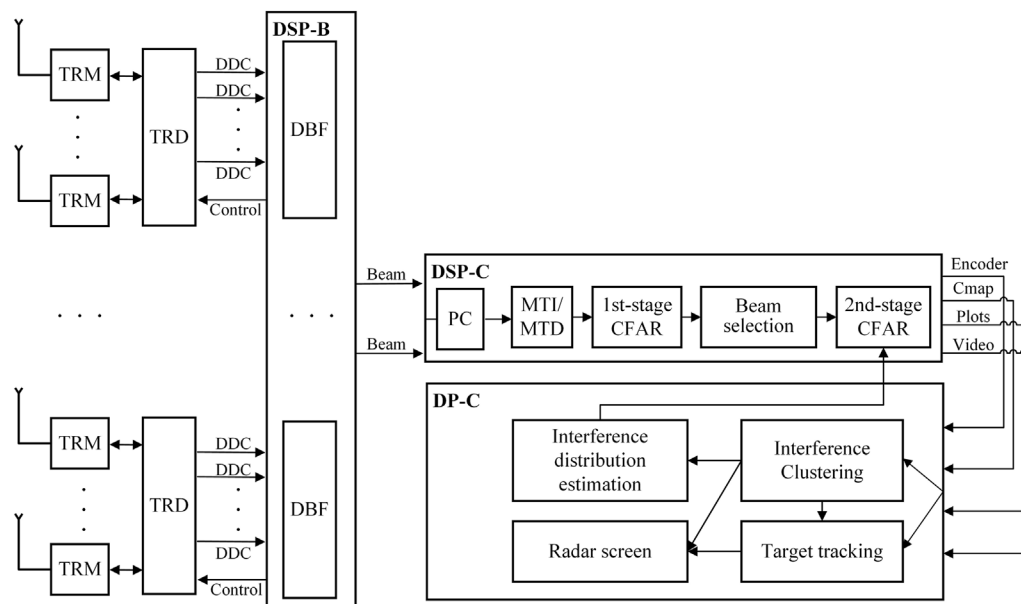 DSP-B
TRM
TRM
TRD
DDC
DDC
DDC
Control
DBF
Beam
Beam
DSP-C
PC
MTI/
MTD
1st-stage
CFAR
Beam
selection
2nd-stage
CFAR
Encoder
Cmap
Plots
Video
DP-C
Interference
distribution
estimation
Interference
Clustering
Radar screen
Target tracking
TRM
TRM
TRD
DDC
DDC
DDC
Control
DBF